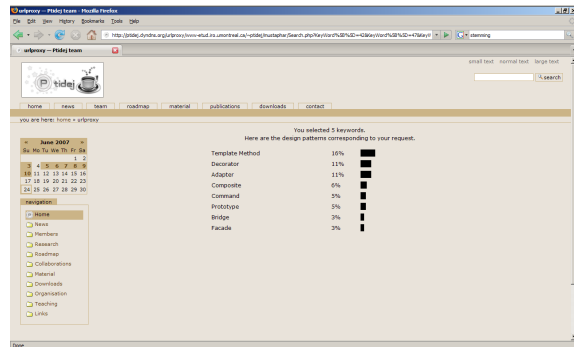 urlproxy — Ptidej team - Mozilla Firefox
File Edit View History Bookmarks Tools Help
stemming
urlproxy — Ptidej team
small text normal text large text
Ptidej
search
home news team roadmap material publications downloads contact
you are here: home » urlproxy
You selected 5 keywords.
Here are the design patterns corresponding to your request.
« June 2007 »
Su Mo Tu We Th Fr Sa
1 2
3 4 5 6 7 8 9
10 11 12 13 14 15 16
17 18 19 20 21 22 23
24 25 26 27 28 29 30
navigation
Home
News
Members
Research
Roadmap
Collaborations
Material
Downloads
Organisation
Teaching
Links
Template Method 16%
Decorator 11%
Adapter 11%
Composite 6%
Command 5%
Prototype 5%
Bridge 3%
Facade 3%
Done